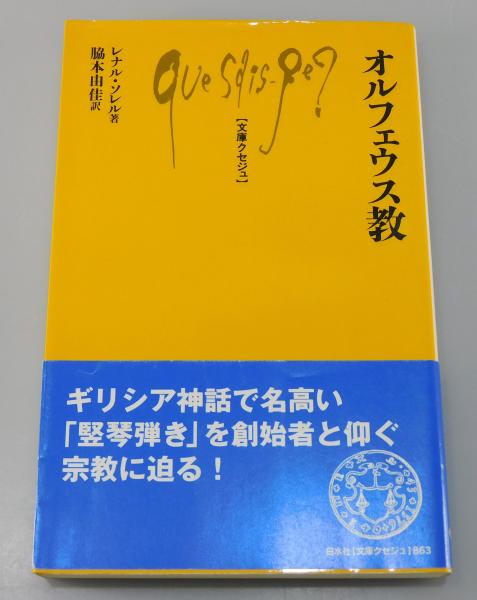 オルフェウス教
Que sais-je?
[文庫クセジュ]
レナル・ソレル著
脇本由佳訳
ギリシア神話で名高い
「竪琴弾き」を創始者と仰ぐ
宗教に迫る!
白水社[文庫クセジュ]863